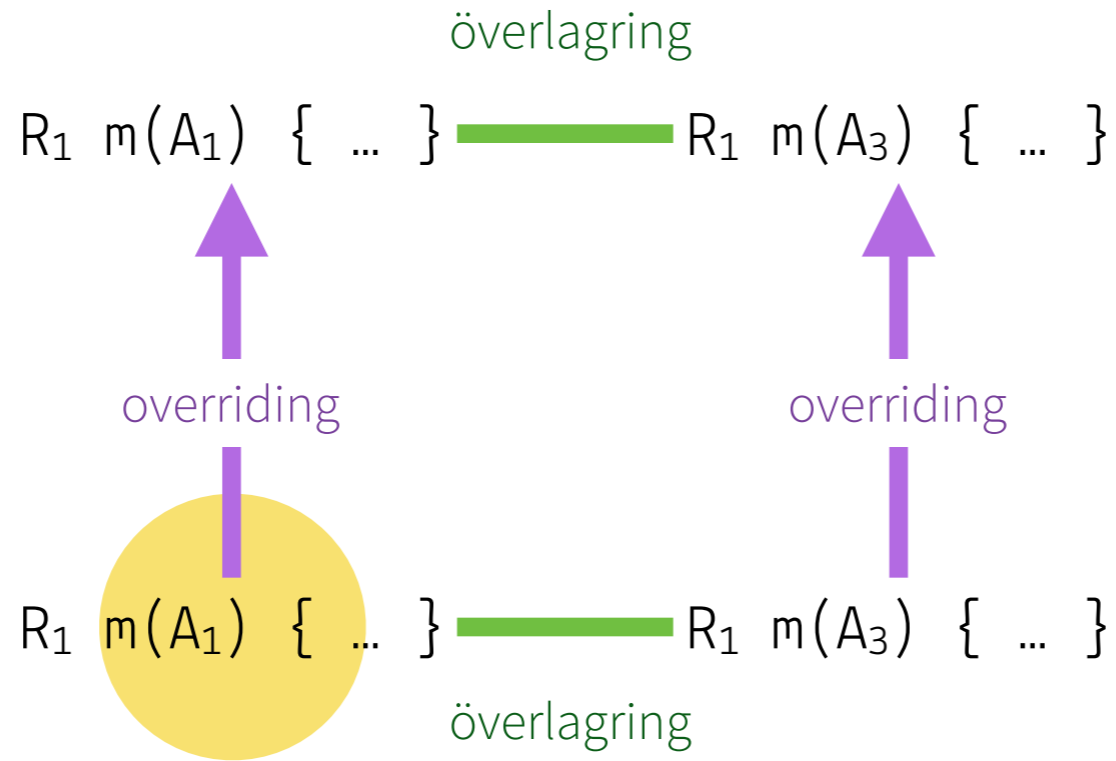 överlagring
R₁ m(A₁) { … } R₁ m(A₃) { … }
overriding overriding
R₁ m(A₁) { … } R₁ m(A₃) { … }
överlagring